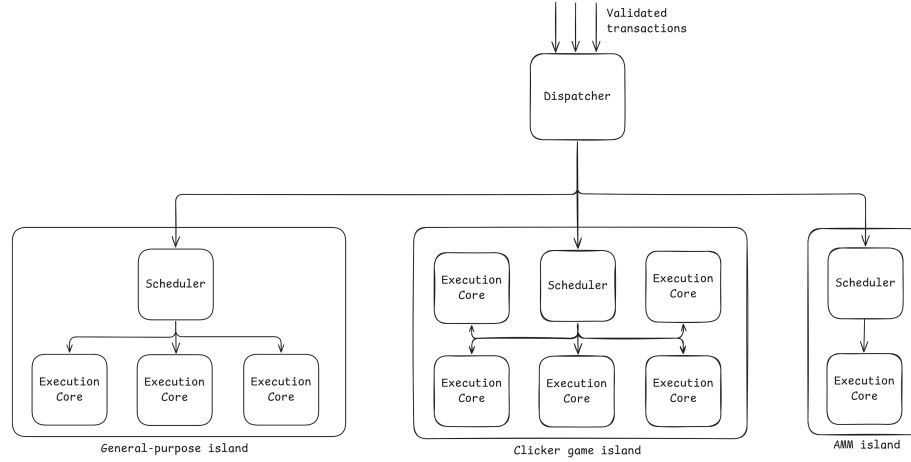 Validated
transactions
Dispatcher
Scheduler
Execution
Core
Execution
Core
Execution
Core
General-purpose island
Execution
Core
Scheduler
Execution
Core
Execution
Core
Execution
Core
Execution
Core
Clicker game island
Scheduler
Execution
Core
AMM island